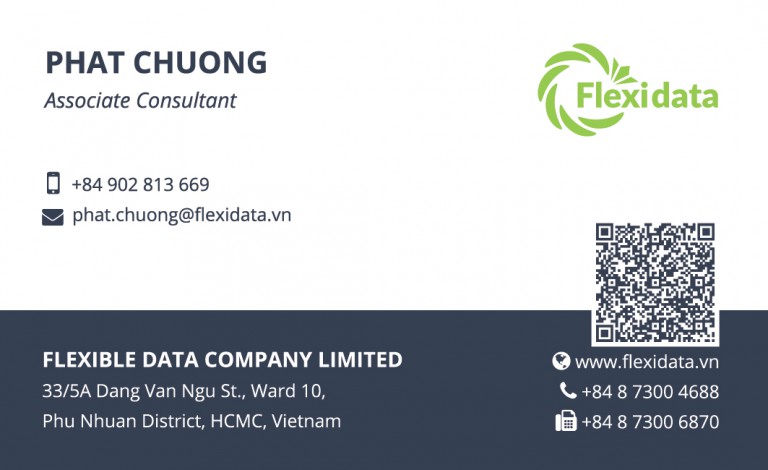 PHAT CHUONG
Associate Consultant
Flexidata
+84 902 813 669
phat.chuong@flexidata.vn
FLEXIBLE DATA COMPANY LIMITED
33/5A Dang Van Ngu St., Ward 10,
Phu Nhuan District, HCMC, Vietnam
www.flexidata.vn
+84 8 7300 4688
+84 8 7300 6870